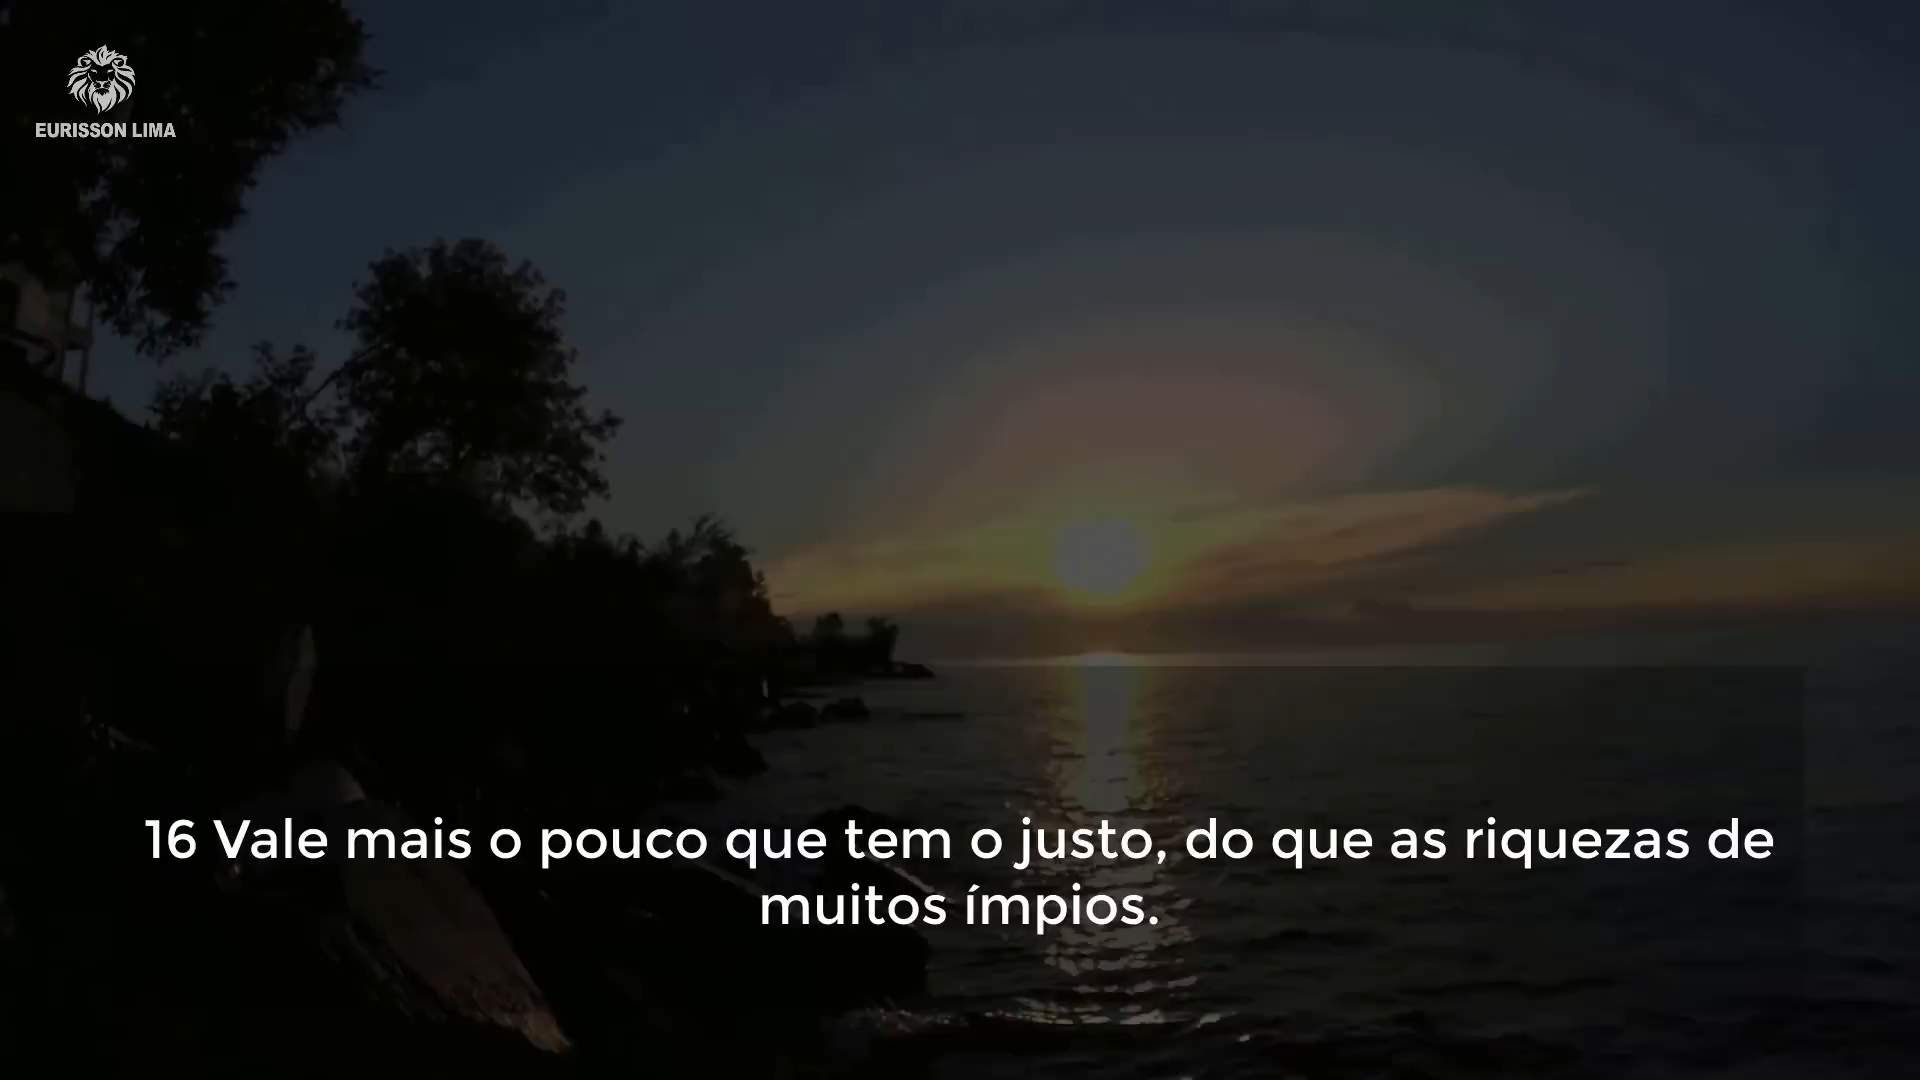 EURISSON LIMA
16 Vale mais o pouco que tem o justo, do que as riquezas de
muitos ímpios.